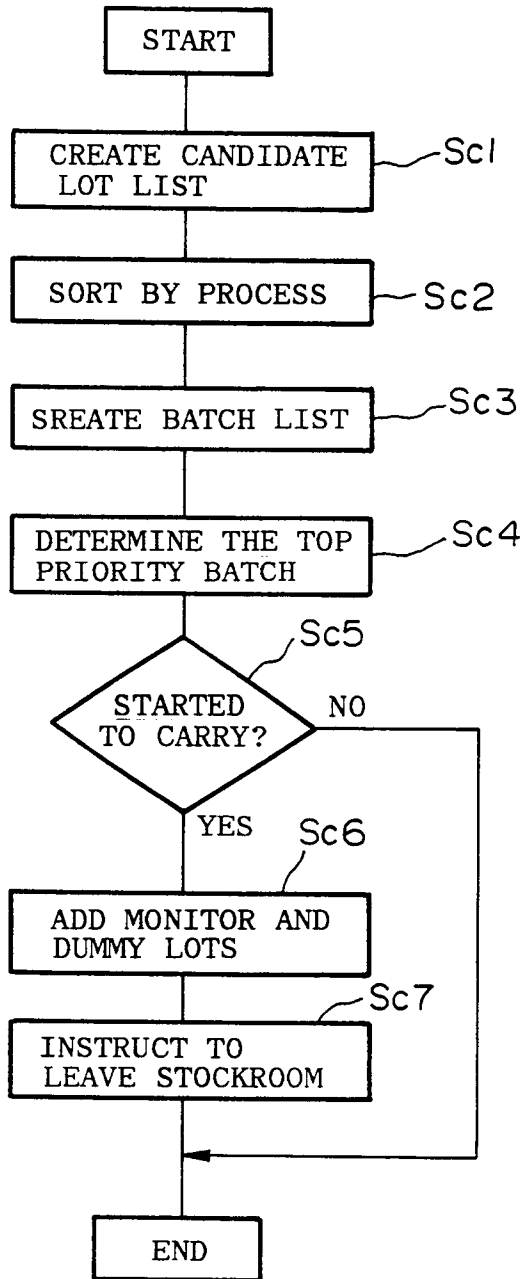 START
CREATE CANDIDATE
LOT LIST
Sc1
SORT BY PROCESS
Sc2
SREATE BATCH LIST
Sc3
DETERMINE THE TOP
PRIORITY BATCH
Sc4
Sc5
STARTED
TO CARRY?
NO
YES
Sc6
ADD MONITOR AND
DUMMY LOTS
Sc7
INSTRUCT TO
LEAVE STOCKROOM
END